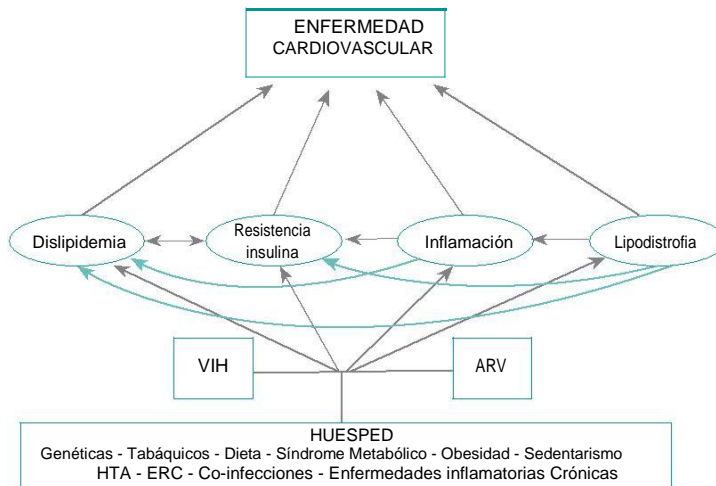 ENFERMEDAD
CARDIOVASCULAR
Dislipidemia
Resistencia
insulina
Inflamación
Lipodistrofia
VIH
ARV
HUESPED
Genéticas - Tabáquicos - Dieta - Síndrome Metabólico - Obesidad - Sedentarismo
HTA - ERC - Co-infecciones - Enfermedades inflamatorias Crónicas